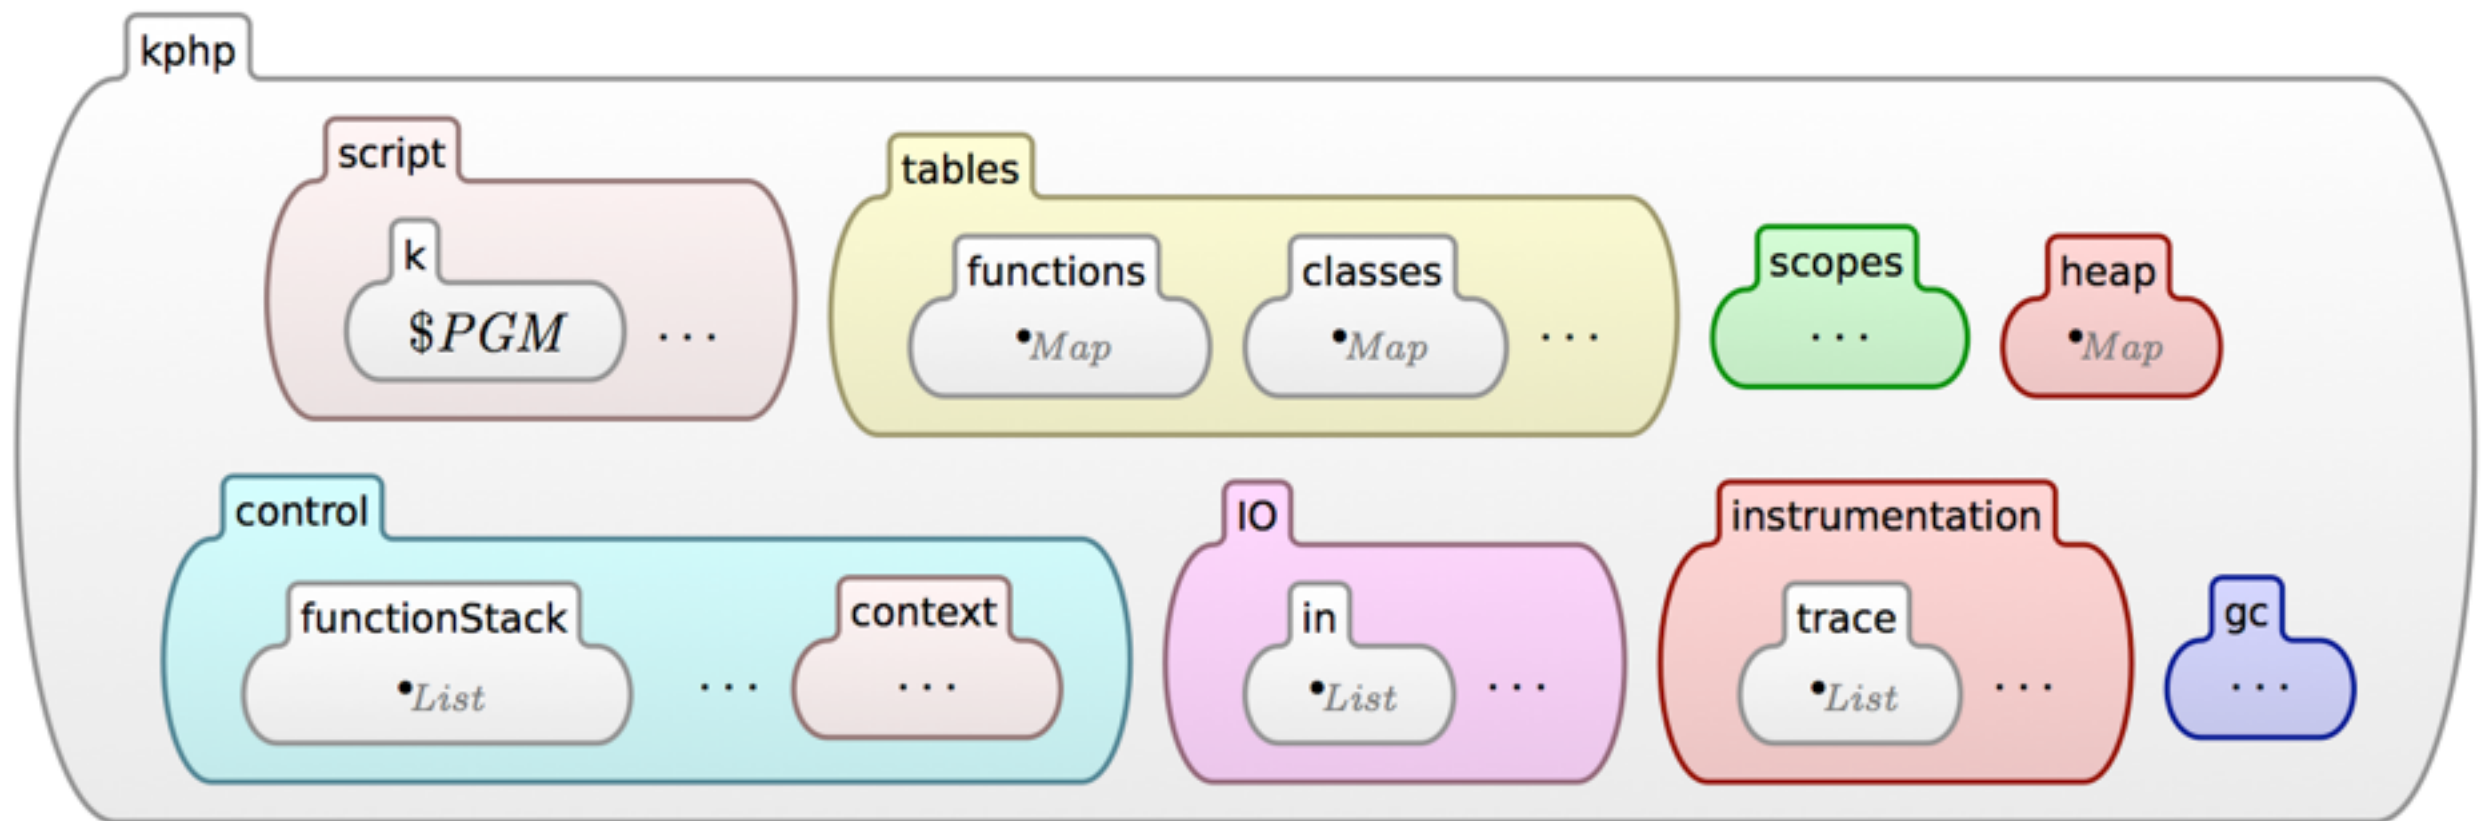 kphp
script
k
$PGM
...
tables
functions
•Map
classes
•Map
...
scopes
...
heap
•Map
control
functionStack
•List
...
context
...
IO
in
•List
...
instrumentation
trace
•List
...
gc
...